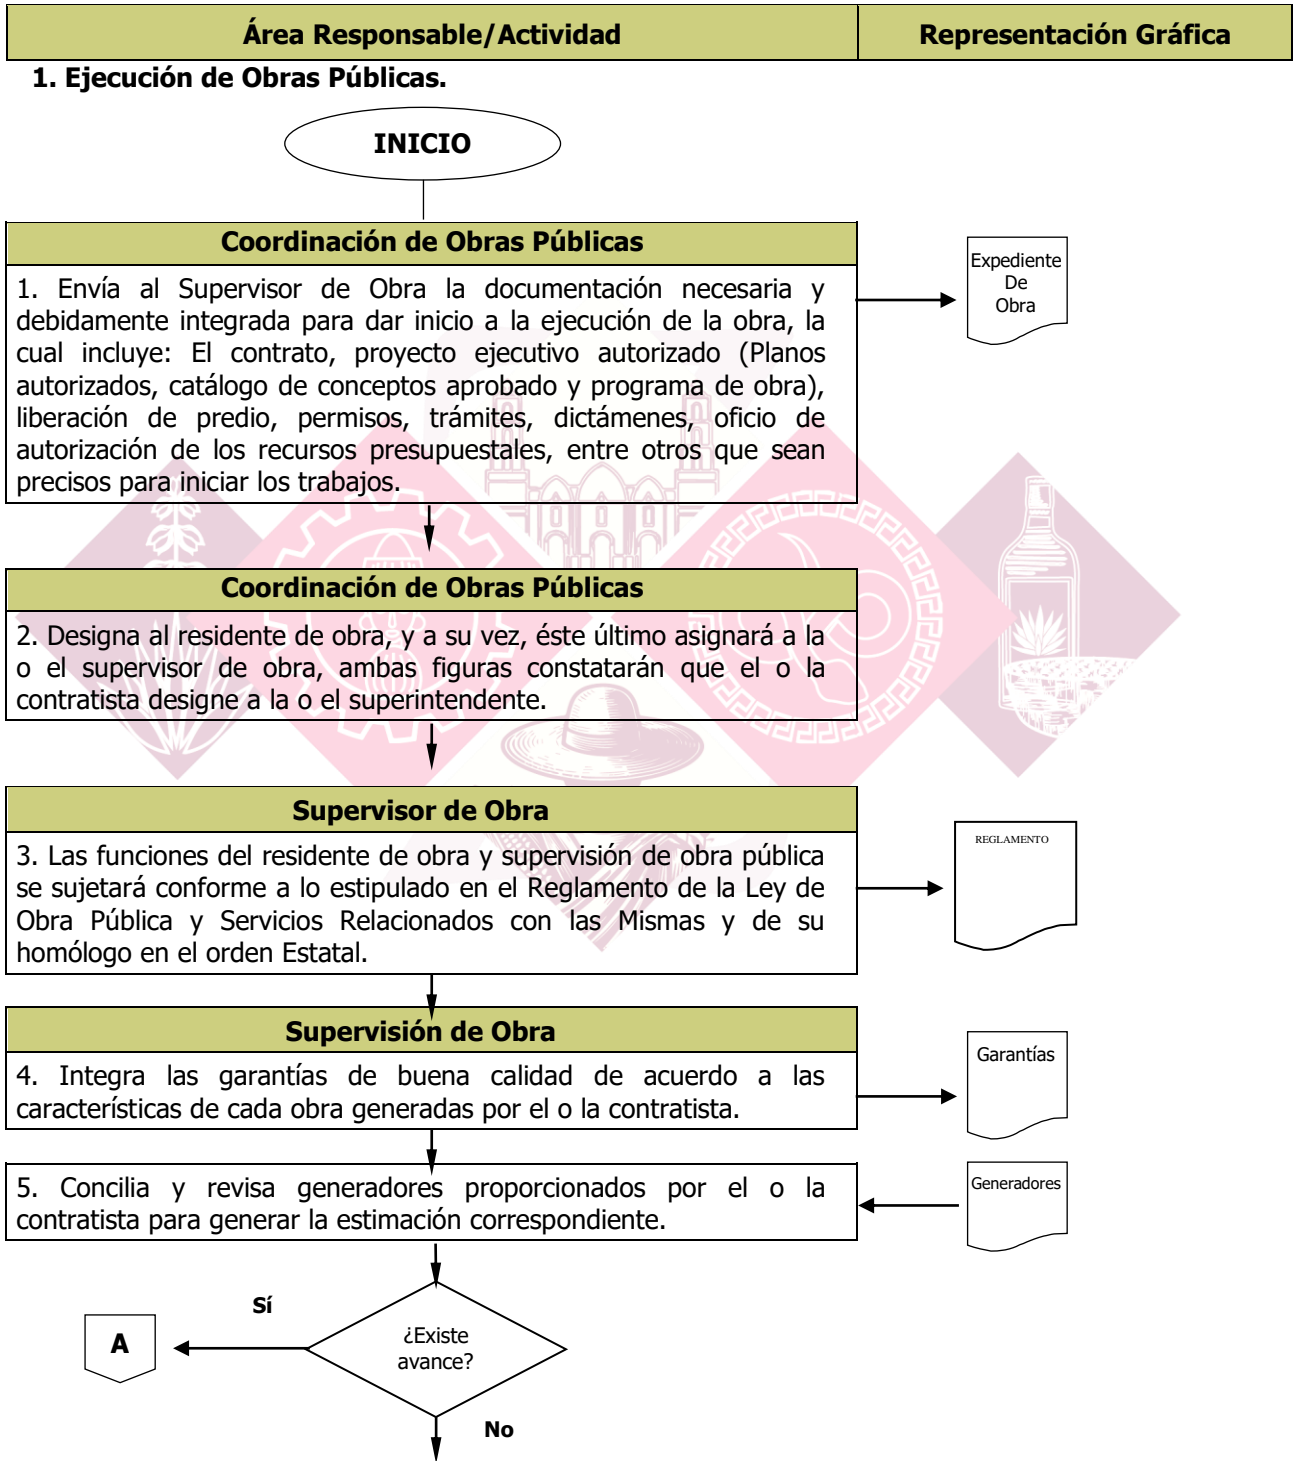 Área Responsable/Actividad
Representación Gráfica
1. Ejecución de Obras Públicas.
INICIO
Coordinación de Obras Públicas
1. Envía al Supervisor de Obra la documentación necesaria y
debidamente integrada para dar inicio a la ejecución de la obra, la
cual incluye: El contrato, proyecto ejecutivo autorizado (Planos
autorizados, catálogo de conceptos aprobado y programa de obra),
liberación de predio, permisos, trámites, dictámenes, oficio de
autorización de los recursos presupuestales, entre otros que sean
precisos para iniciar los trabajos.
Expediente
De
Obra
Coordinación de Obras Públicas
2. Designa al residente de obra, y a su vez, éste último asignará a la
o el supervisor de obra, ambas figuras constatarán que el o la
contratista designe a la o el superintendente.
Supervisor de Obra
3. Las funciones del residente de obra y supervisión de obra pública
se sujetará conforme a lo estipulado en el Reglamento de la Ley de
Obra Pública y Servicios Relacionados con las Mismas y de su
homólogo en el orden Estatal.
REGLAMENTO
Supervisión de Obra
4. Integra las garantías de buena calidad de acuerdo a las
características de cada obra generadas por el o la contratista.
Garantías
5. Concilia y revisa generadores proporcionados por el o la
contratista para generar la estimación correspondiente.
Generadores
Sí
A
¿Existe
avance?
No